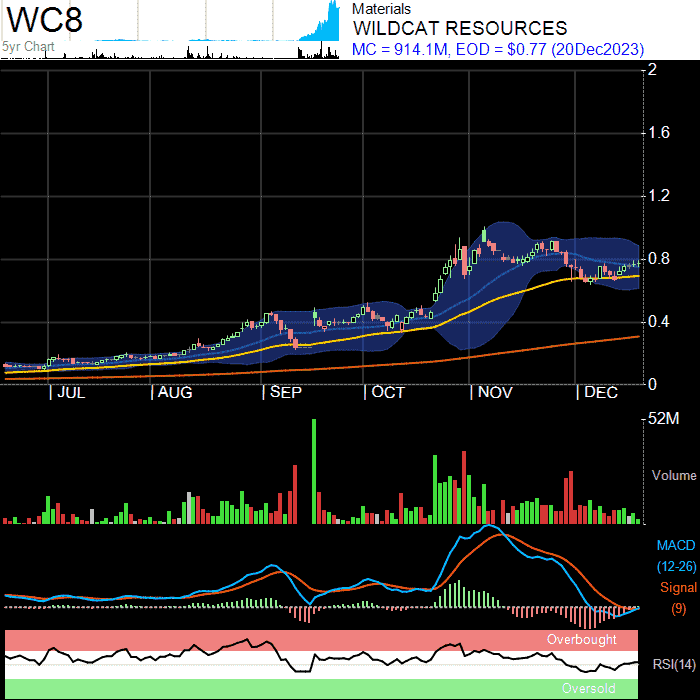 WC8
5yr Chart
Materials
WILDCAT RESOURCES
MC = 914.1M, EOD = $0.77 (20Dec2023)
2
1.6
1.2
0.8
0.4
0
JUL AUG SEP OCT NOV DEC
52M
Volume
MACD
(12-26)
Signal
(9)
Overbought
RSI(14)
Oversold